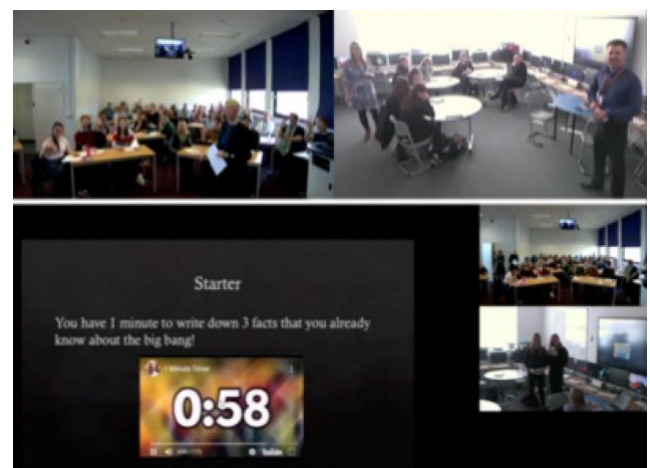 Starter
You have 1 minute to write down 3 facts that you already
know about the big bang!
1 Minute Timer
0:58
YouTube